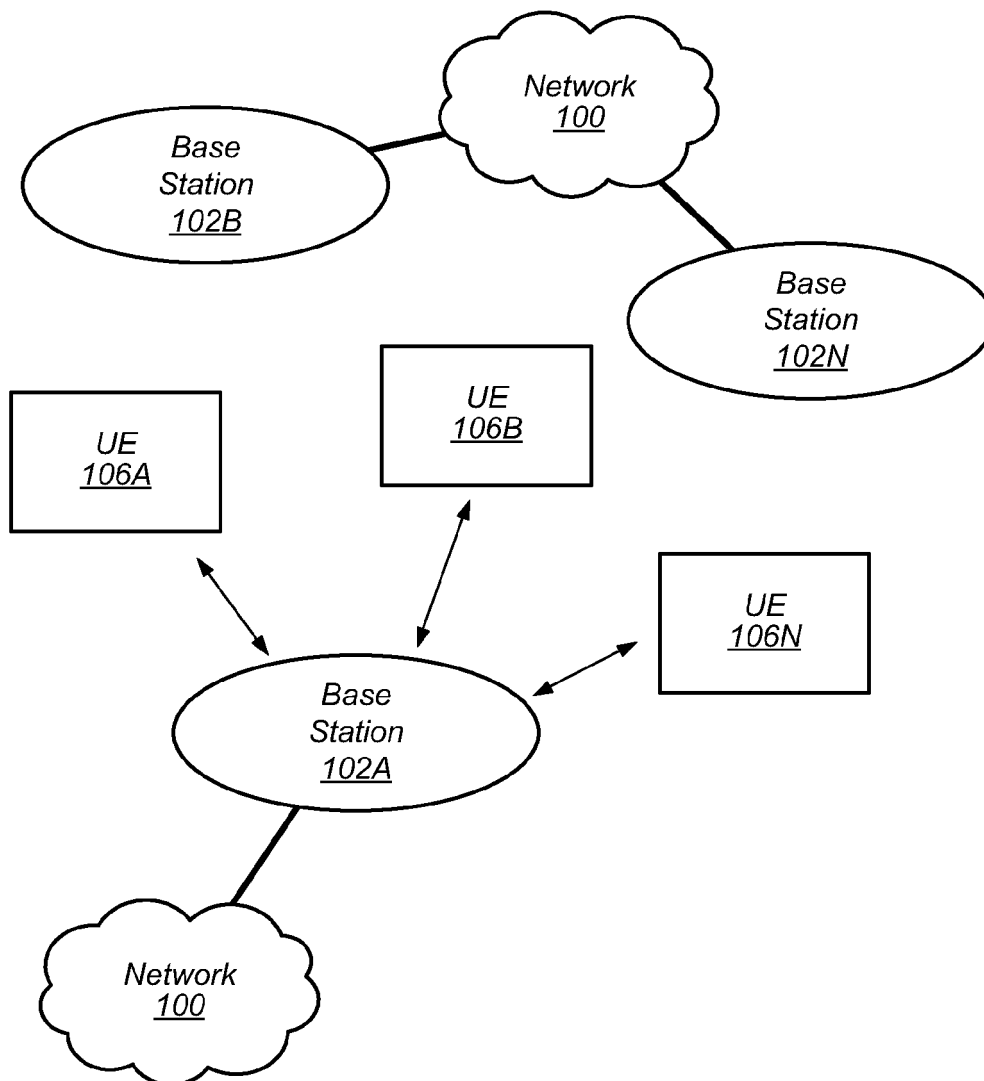 Network
100
Base
Station
102B
Base
Station
102N
UE
106B
UE
106A
UE
106N
Base
Station
102A
Network
100